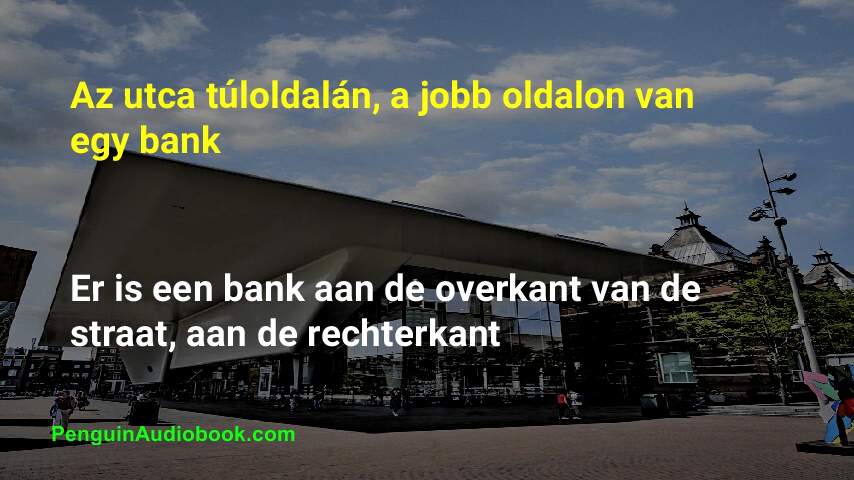 Az utca túloldalán, a jobb oldalon van
egy bank
Er is een bank aan de overkant van de
straat, aan de rechterkant
PenguinAudiobook.com